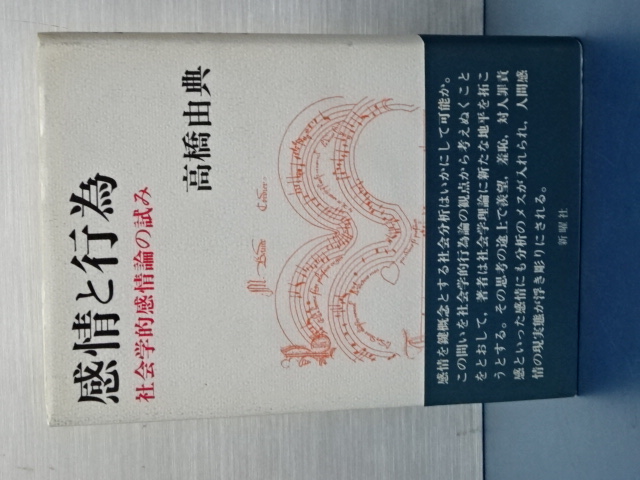 感情と行為
社会学的感情論の試み
高橋由典
感情を鍵概念とする社会分析はいかにして可能か。
この問いを社会学的行為論の観点から考えぬくこと
をとおして，著者は社会学理論に新たな地平を拓こ
うとする。その思考の途上で羨望，羞恥，対人罪責
感といった感情にも分析のメスが入れられ，人間感
情の現実態が浮き彫りにされる。
新曜社